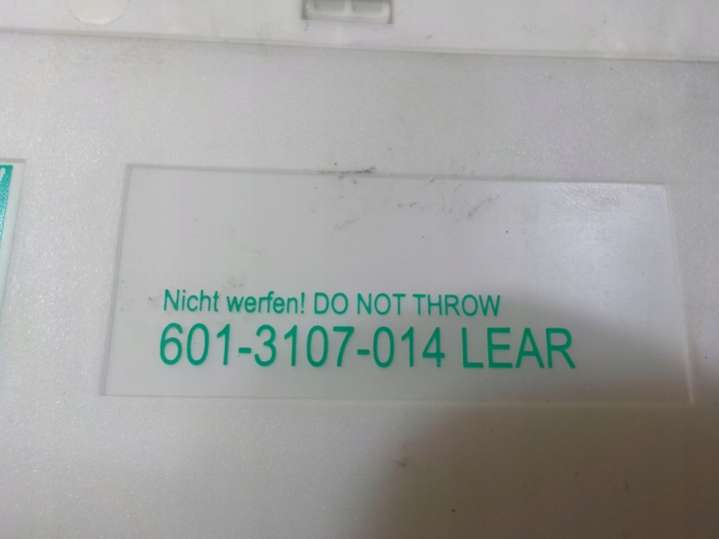 Nicht werfen! DO NOT THROW
601-3107-014 LEAR